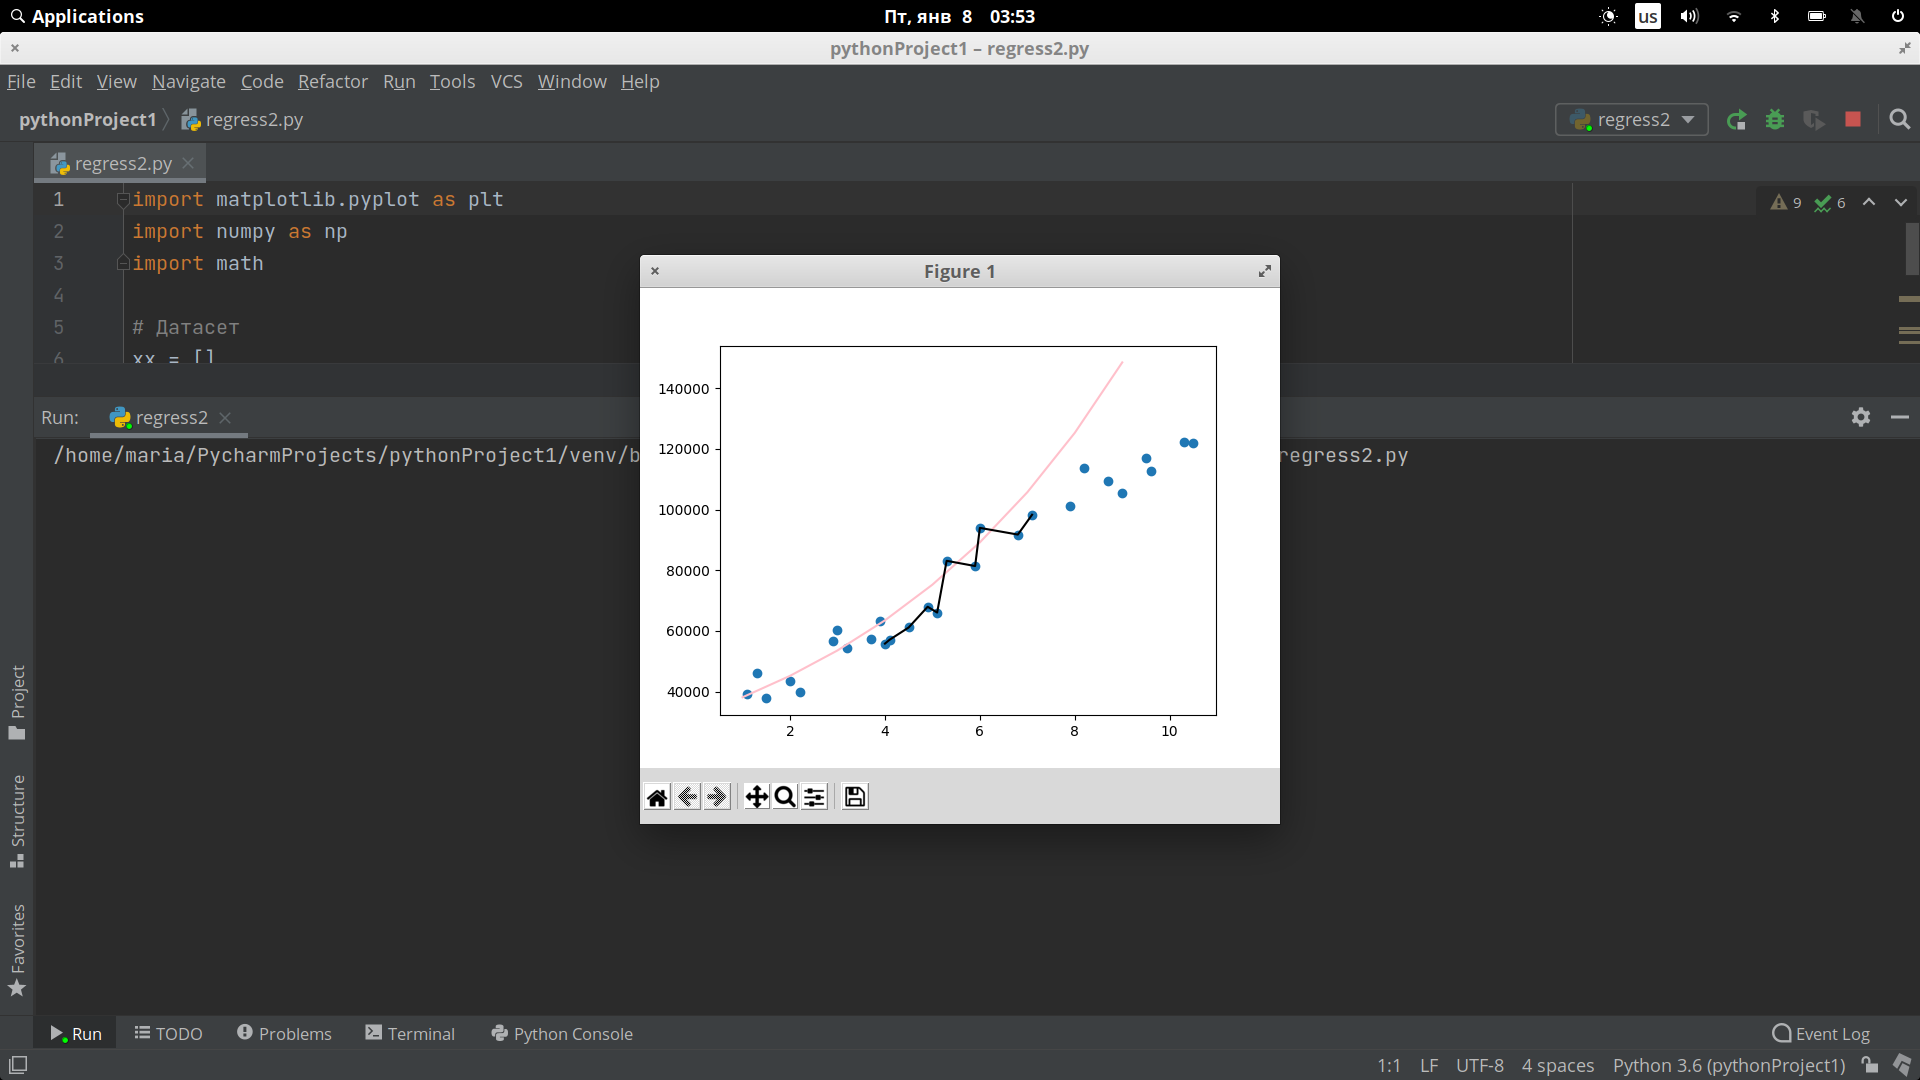 Applications
Пт, янв 8 03:53
us
pythonProject1 – regress2.py
File Edit View Navigate Code Refactor Run Tools VCS Window Help
pythonProject1 regress2.py
regress2
regress2.py
1 import matplotlib.pyplot as plt
9 6
2 import numpy as np
3 import math
4
5 # Датасет
6 xx = []
Figure 1
140000
120000
100000
80000
60000
40000
2 4 6 8 10
Run: regress2
/home/maria/PycharmProjects/pythonProject1/venv/b
regress2.py
Project
Structure
Favorites
Run TODO Problems Terminal Python Console Event Log
1:1 LF UTF-8 4 spaces Python 3.6 (pythonProject1)